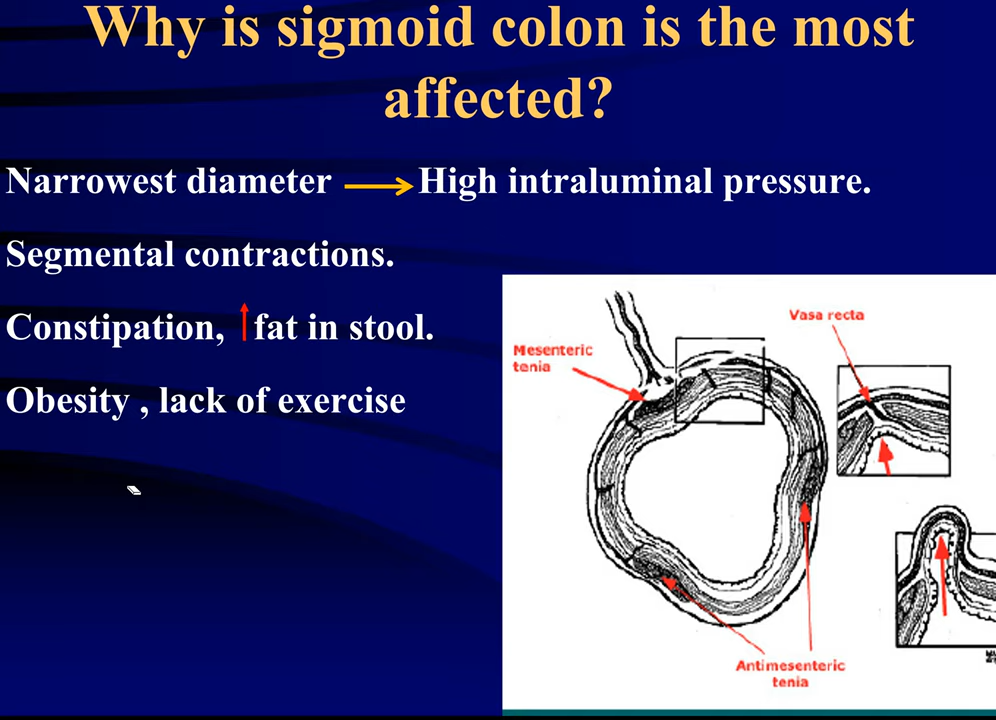 Why is sigmoid colon is the most
affected?
Narrowest diameter → High intraluminal pressure.
Segmental contractions.
Constipation, ↑ fat in stool.
Obesity , lack of exercise
Vasa recta
Mesenteric
tenia
Antimesenteric
tenia